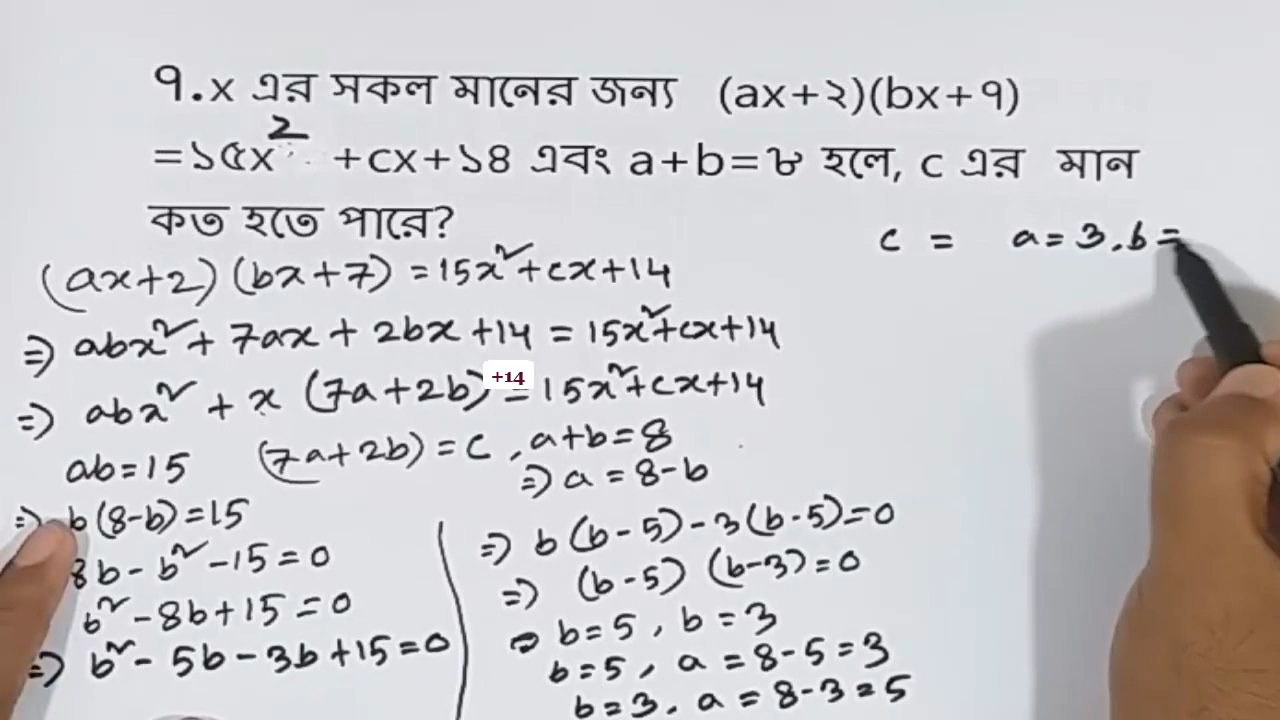 ৭.x এর সকল মানের জন্য (ax+২)(bx+৭)
=১৫x² +cx+১৪ এবং a+b=৮ হলে, c এর মান
কত হতে পারে?
c = a=3, b=
(ax+2) (bx+7) = 15x²+cx+14
=> abx² + 7ax + 2bx +14 = 15x²+cx+14
=> abx² + x (7a+2b) +14 = 15x²+cx+14
ab=15 (7a+2b) = c , a+b=8
=> a = 8-b
=> b(8-b)=15
8b - b² -15=0
b² -8b+15=0
=> b² - 5b -3b +15=0
=> b(b-5)-3(b-5)=0
=> (b-5) (b-3)=0
b=5, b=3
b=5, a=8-5=3
b=3, a=8-3=5